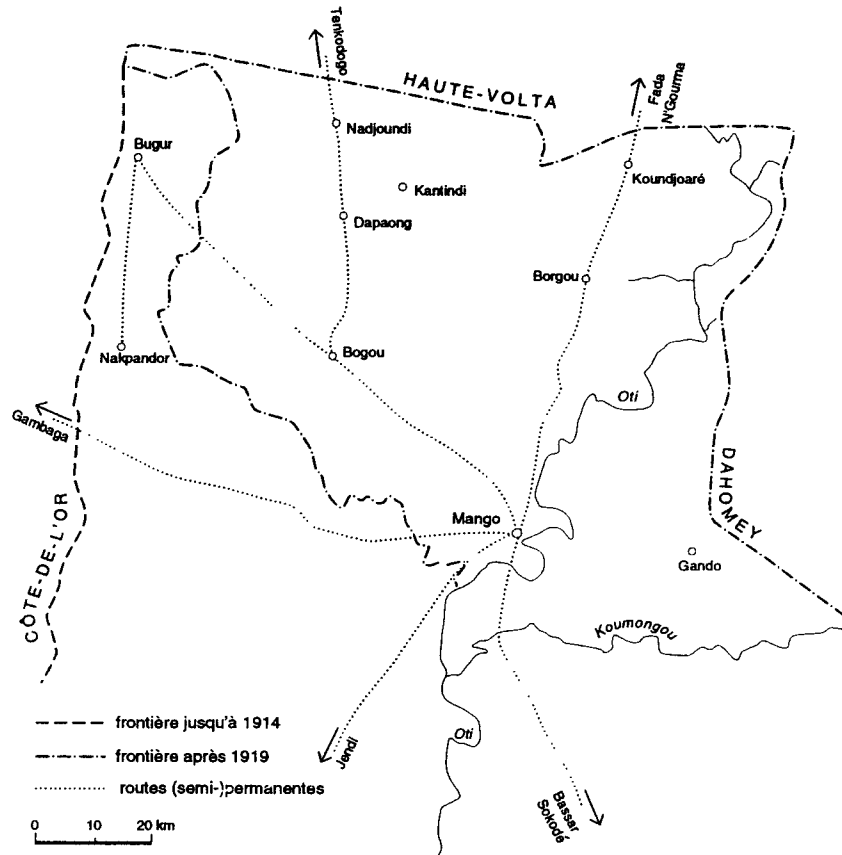 Tenkodogo
HAUTE-VOLTA
Fada
N'Gourma
Nadjoundi
Bugur
Koundjoaré
Kantindi
Dapaong
Borgou
Nakpandor
Bogou
Oti
Gambaga
DAHOMEY
Mango
Gando
CÔTE-DE-L'OR
Koumongou
frontière jusqu'à 1914
Oti
frontière après 1919
Jendi
routes (semi-)permanentes
Bassar
Sokodé
0 10 20 km